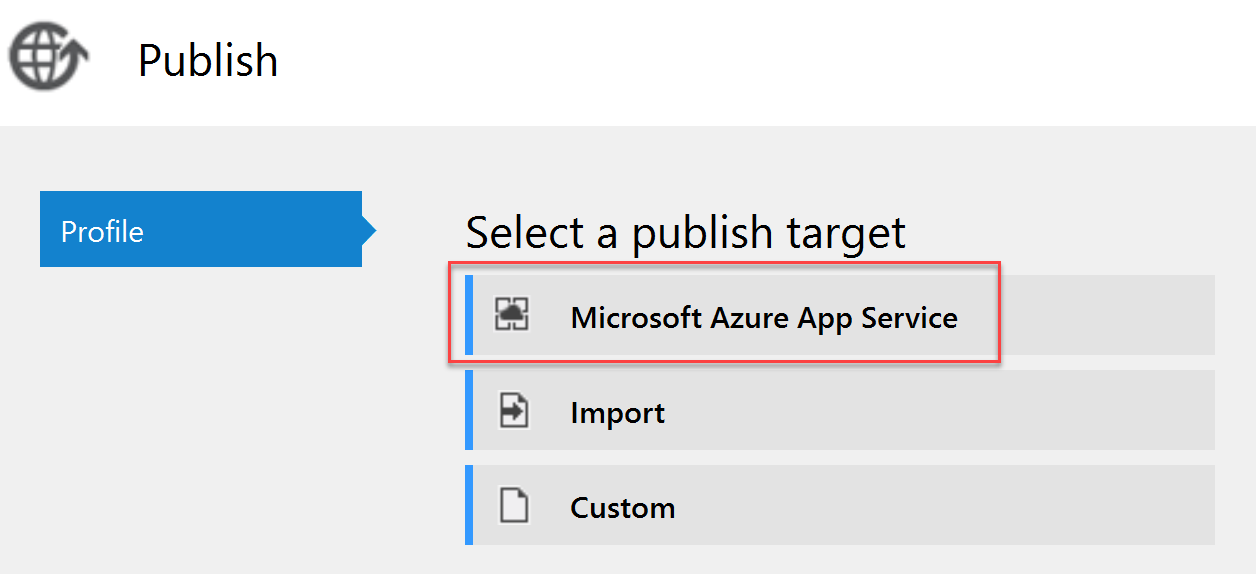 Publish
Profile
Select a publish target
Microsoft Azure App Service
Import
Custom